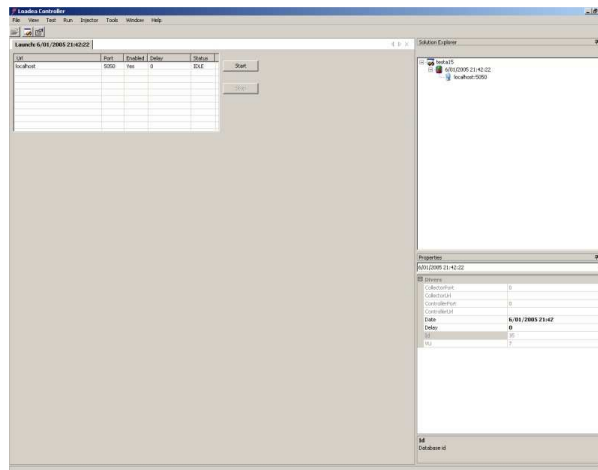 Loadea Controller
File View Test Run Injector Tools Window Help
Launch: 6/01/2005 21:42:22
Url Port Enabled Delay Status
localhost 5050 Yes 0 IDLE
Start
Stop
Solution Explorer
testa15
6/01/2005 21:42:22
localhost:5050
Properties
6/01/2005 21:42:22
Divers
CollectorPort 0
CollectorUrl
ControllerPort 0
ControllerUrl
Date 6/01/2005 21:42
Delay 0
Id
VU 7
Id
Database id